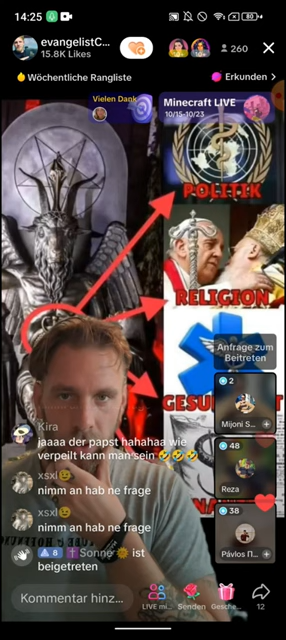 14:25
80
evangelistC...
15.8K Likes
260
Wöchentliche Rangliste
Erkunden >
Vielen Dank
Minecraft LIVE
10/15-10/23
POLITIK
RELIGION
Anfrage zum
Beitreten
GESU
2
Mijoni S...
Kira
jaaaa der papst hahahaa wie
verpeilt kann man sein 🤣🤣🤣
48
Reza
xsxi😉
nimm an hab ne frage
xsxi😉
nimm an hab ne frage
38
Pávlos Π...
8 ✝️Sonne🌞 ist
beigetreten
Kommentar hinz...
LIVE mi...
Senden
Gesche...
12